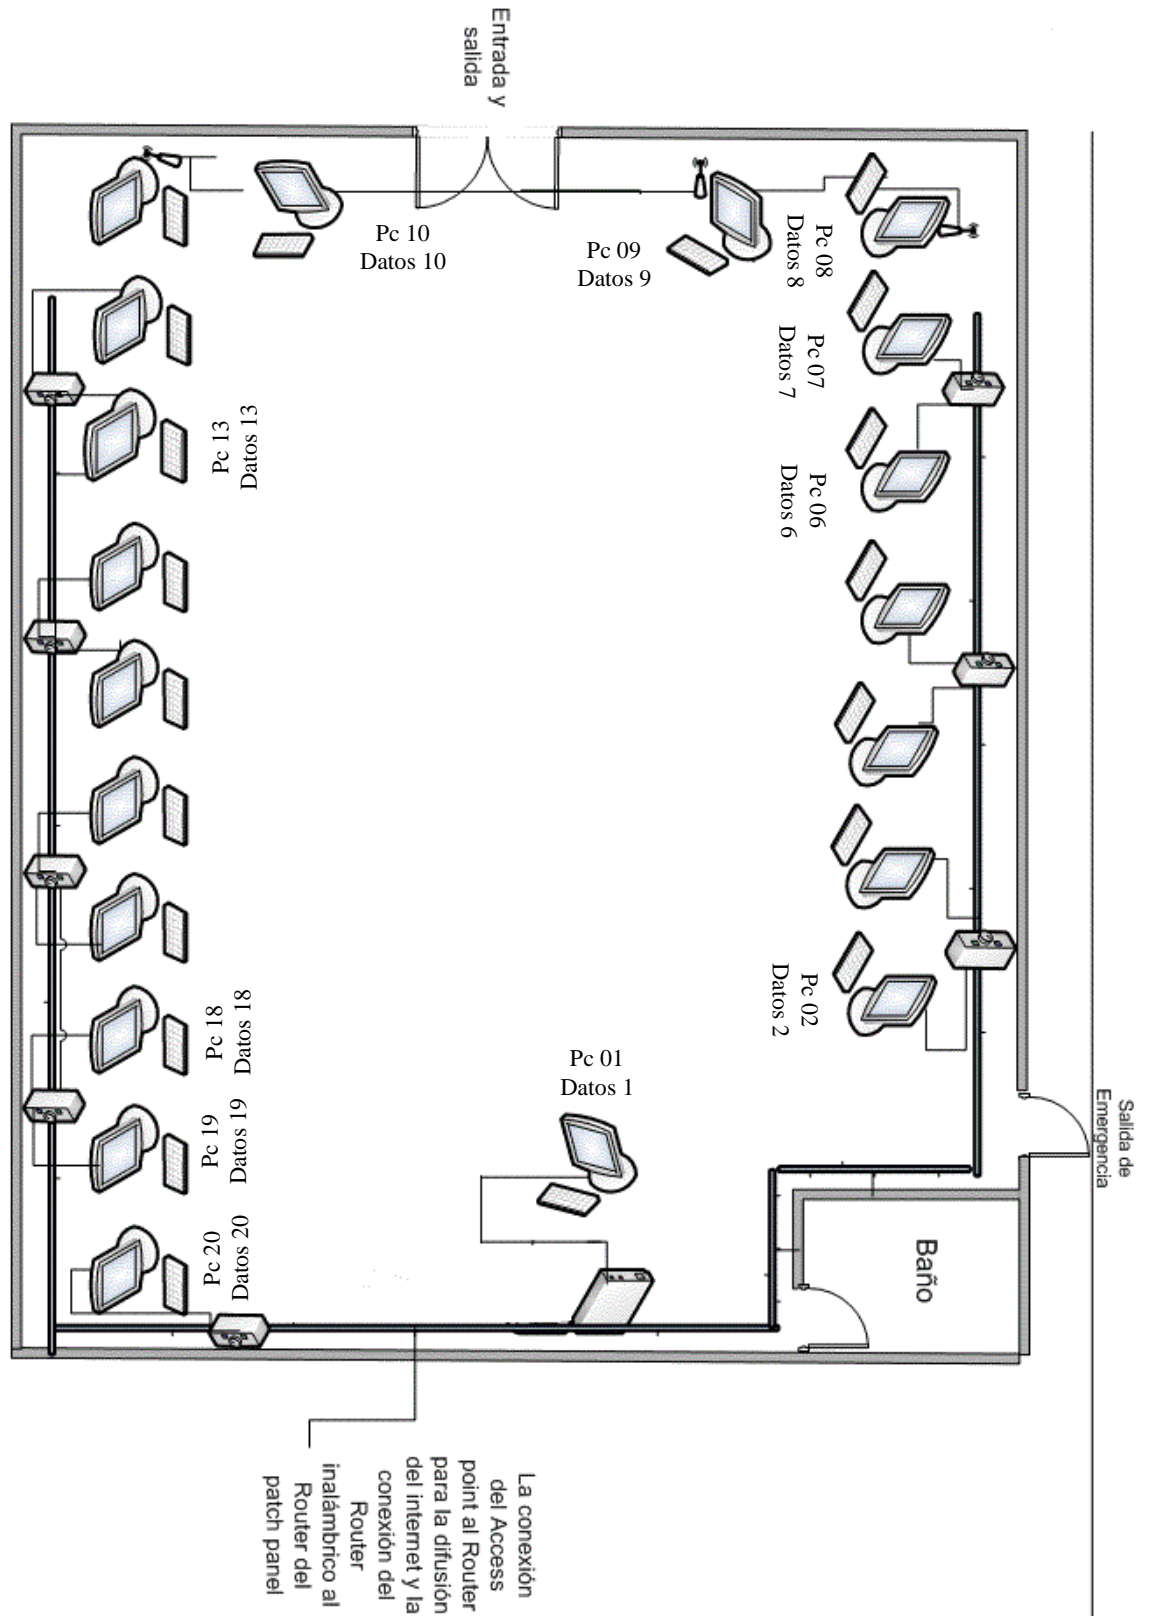 Entrada y
salida
Pc 10
Datos 10
Pc 09
Datos 9
Pc 08
Datos 8
Pc 07
Datos 7
Pc 06
Datos 6
Pc 13
Datos 13
Pc 02
Datos 2
Pc 01
Datos 1
Pc 18
Datos 18
Pc 19
Datos 19
Pc 20
Datos 20
Salida de
Emergencia
Baño
La conexión
del Access
point al Router
para la difusión
del internet y la
conexión del
Router
inalámbrico al
Router del
patch panel